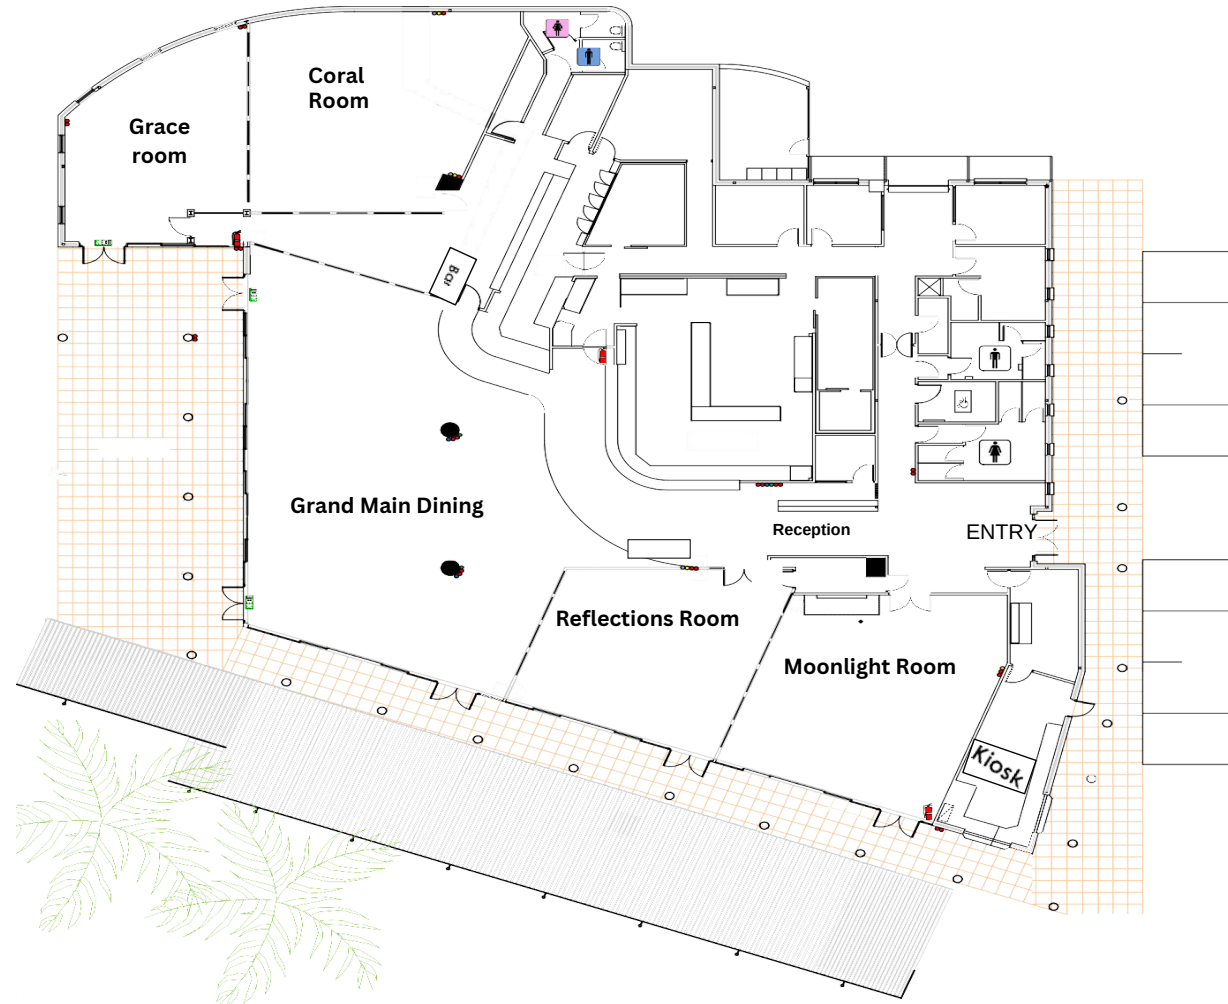 Coral
Room
Grace
room
Bar
Grand Main Dining
Reception
ENTRY
Reflections Room
Moonlight Room
Kiosk